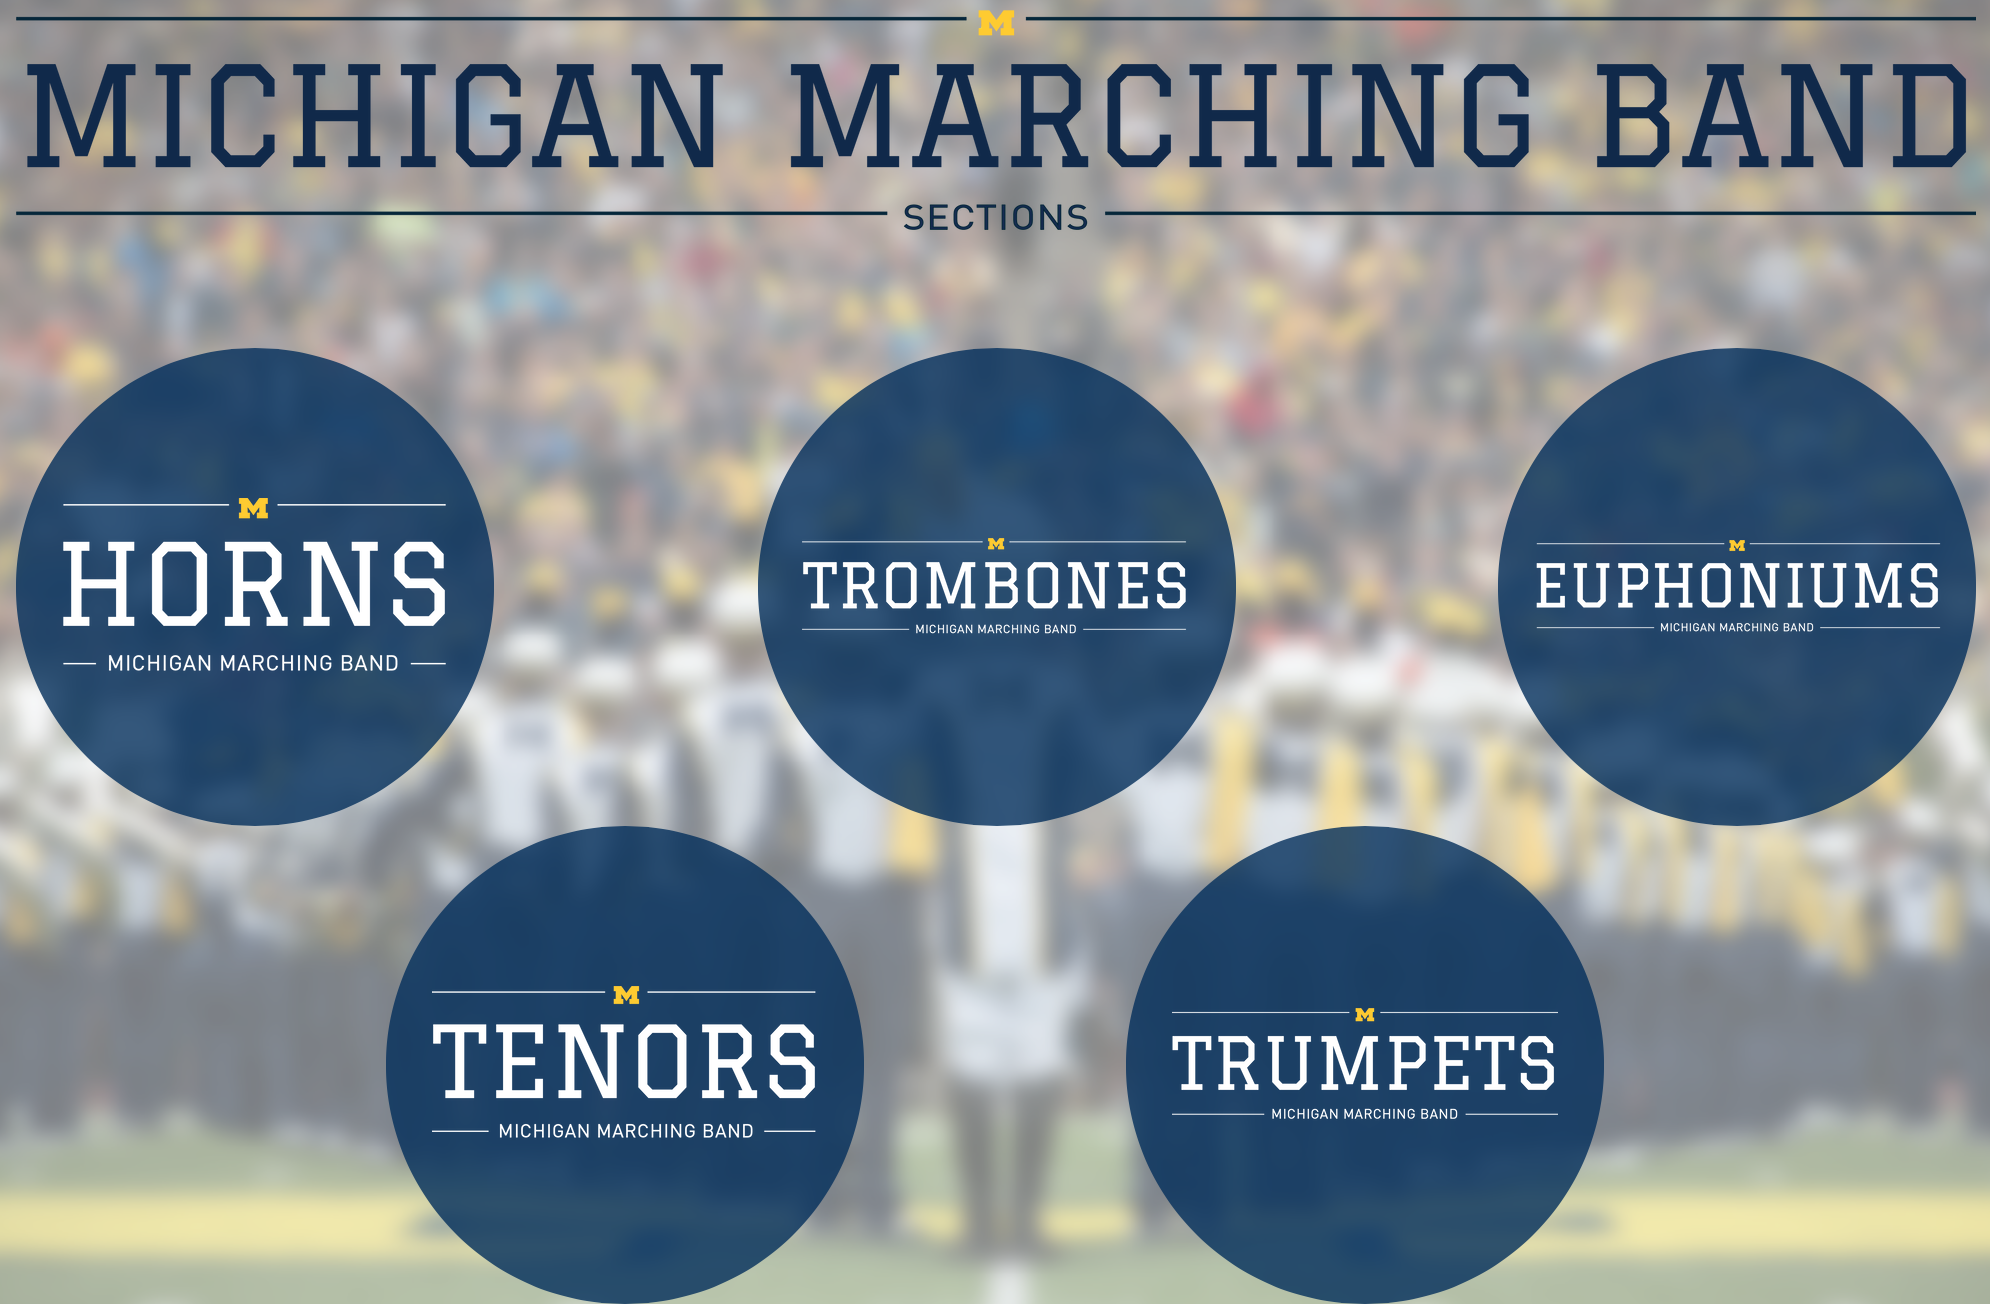 M
MICHIGAN MARCHING BAND
SECTIONS
M
HORNS
MICHIGAN MARCHING BAND
M
TROMBONES
MICHIGAN MARCHING BAND
M
EUPHONIUMS
MICHIGAN MARCHING BAND
M
TENORS
MICHIGAN MARCHING BAND
M
TRUMPETS
MICHIGAN MARCHING BAND